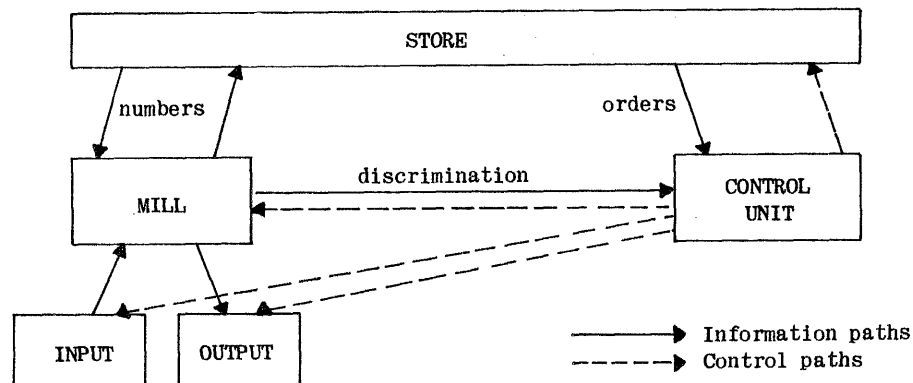 STORE
numbers
orders
discrimination
MILL
CONTROL
UNIT
INPUT
OUTPUT
Information paths
Control paths